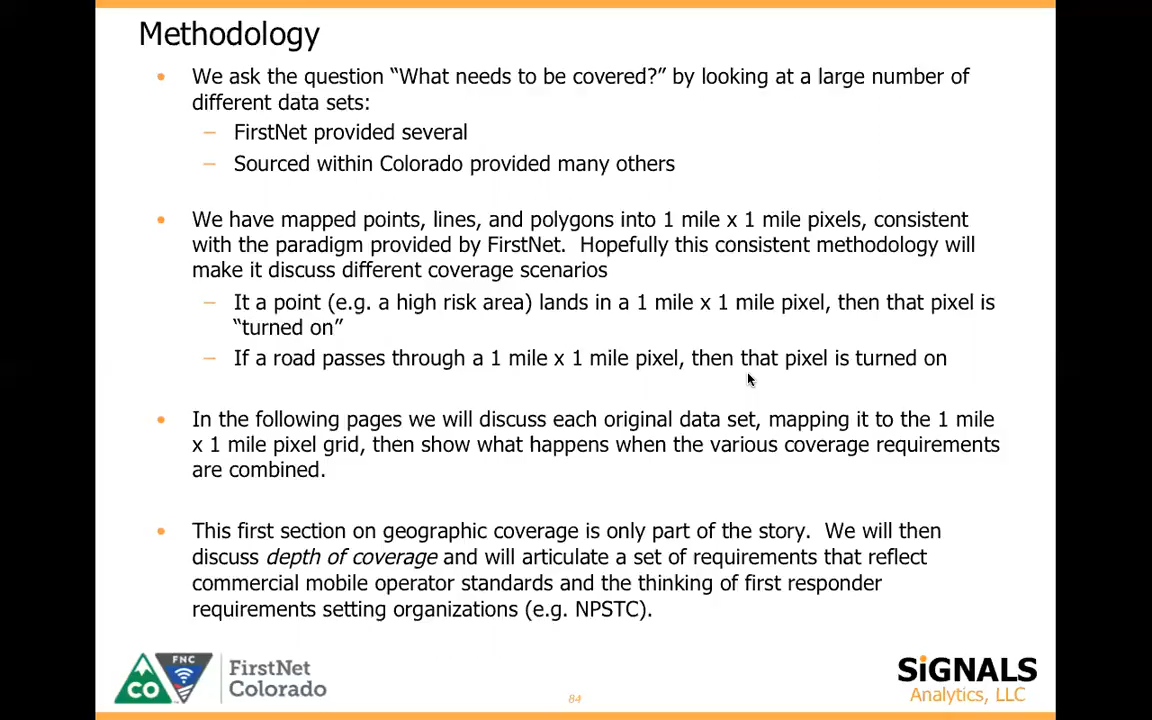 Methodology
• We ask the question “What needs to be covered?” by looking at a large number of
different data sets:
– FirstNet provided several
– Sourced within Colorado provided many others
• We have mapped points, lines, and polygons into 1 mile x 1 mile pixels, consistent
with the paradigm provided by FirstNet.  Hopefully this consistent methodology will
make it discuss different coverage scenarios
– It a point (e.g. a high risk area) lands in a 1 mile x 1 mile pixel, then that pixel is
“turned on”
– If a road passes through a 1 mile x 1 mile pixel, then that pixel is turned on
• In the following pages we will discuss each original data set, mapping it to the 1 mile
x 1 mile pixel grid, then show what happens when the various coverage requirements
are combined.
• This first section on geographic coverage is only part of the story.  We will then
discuss depth of coverage and will articulate a set of requirements that reflect
commercial mobile operator standards and the thinking of first responder
requirements setting organizations (e.g. NPSTC).
FNC
CO
FirstNet
Colorado
84
SiGNALS
Analytics, LLC